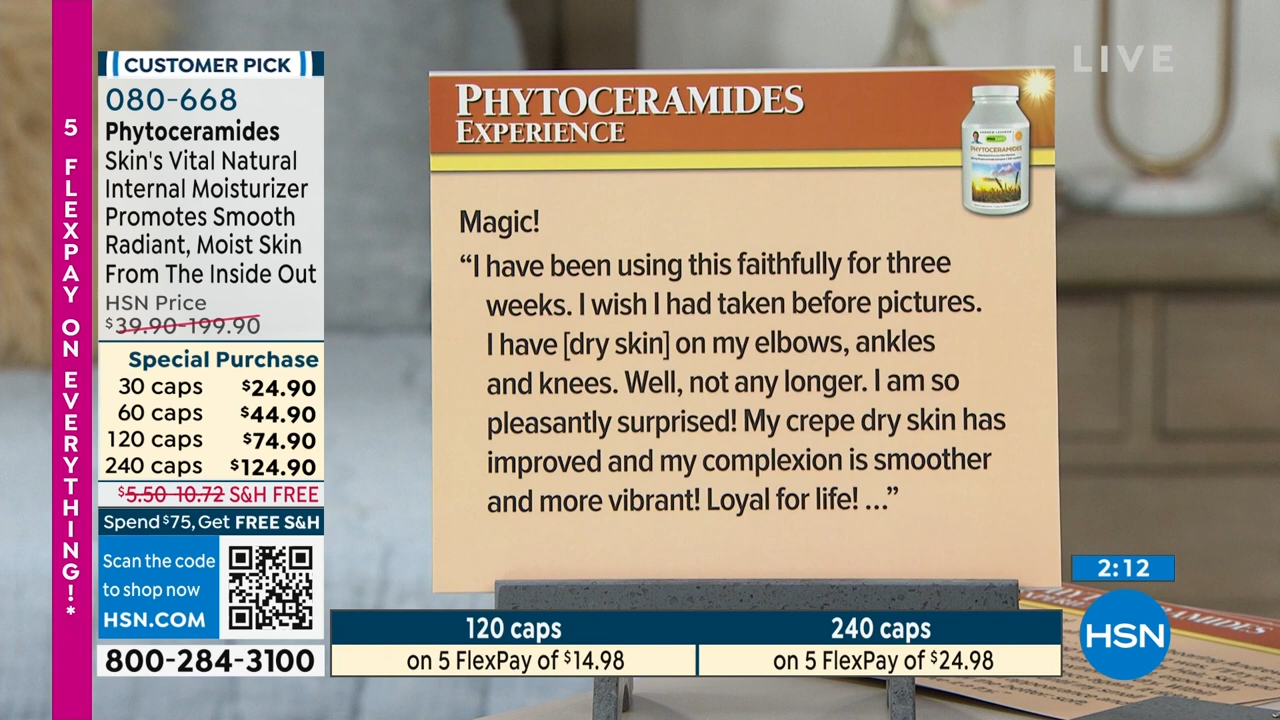 5 FLEXPAY ON EVERYTHING!*
CUSTOMER PICK
080-668
Phytoceramides
Skin's Vital Natural
Internal Moisturizer
Promotes Smooth
Radiant, Moist Skin
From The Inside Out
HSN Price
$39.90-199.90
Special Purchase
30 caps $24.90
60 caps $44.90
120 caps $74.90
240 caps $124.90
$5.50-10.72 S&H FREE
Spend $75, Get FREE S&H
Scan the code
to shop now
HSN.COM
800-284-3100
LIVE
PHYTOCERAMIDES
EXPERIENCE
PHYTOCERAMIDES
Magic!
“I have been using this faithfully for three
weeks. I wish I had taken before pictures.
I have [dry skin] on my elbows, ankles
and knees. Well, not any longer. I am so
pleasantly surprised! My crepe dry skin has
improved and my complexion is smoother
and more vibrant! Loyal for life! ...”
2:12
HSN
120 caps
on 5 FlexPay of $14.98
240 caps
on 5 FlexPay of $24.98